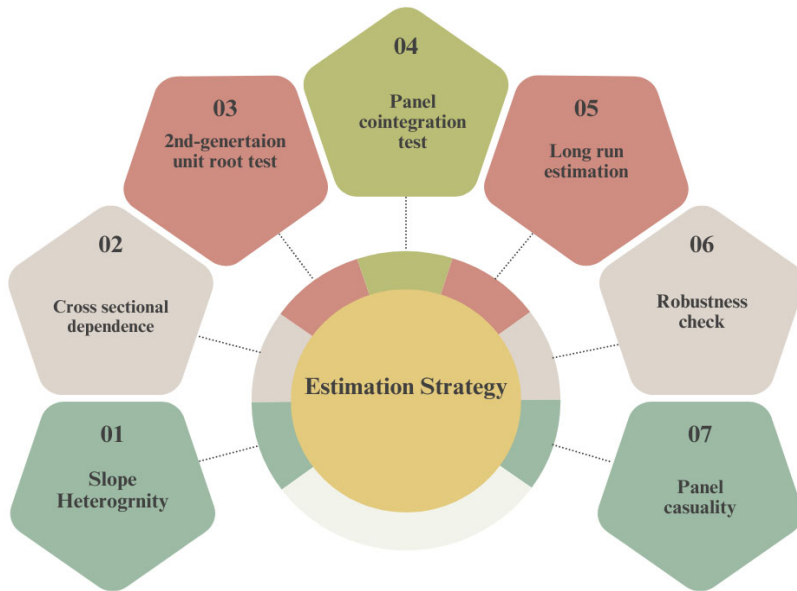 01
Slope
Heterogrnity
02
Cross sectional
dependence
03
2nd-genertaion
unit root test
04
Panel
cointegration
test
05
Long run
estimation
06
Robustness
check
07
Panel
casuality
Estimation Strategy